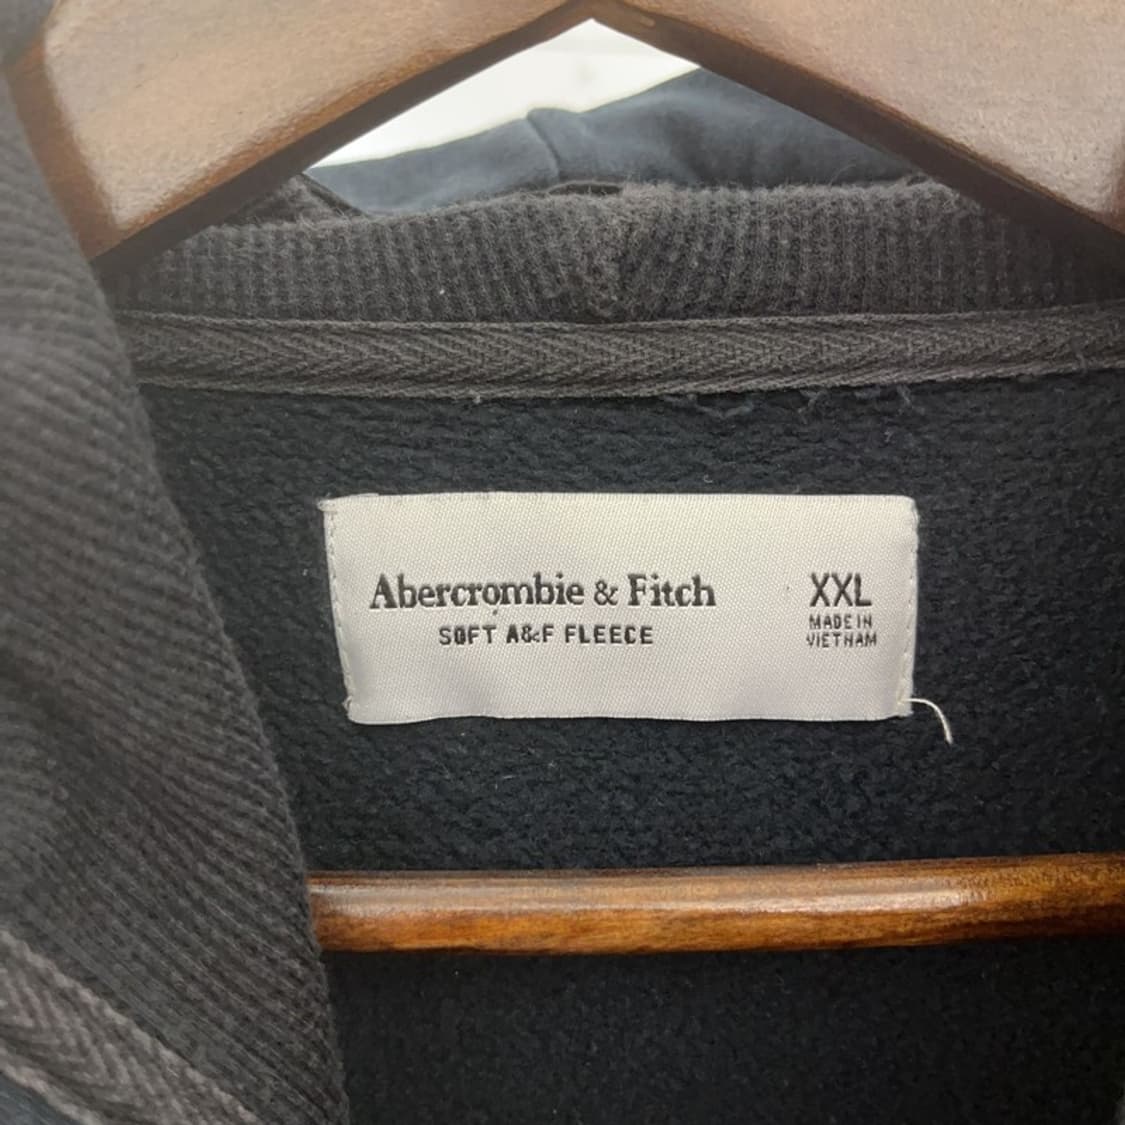 Abercrombie & Fitch
SOFT A&F FLEECE
XXL
MADE IN
VIETNAM